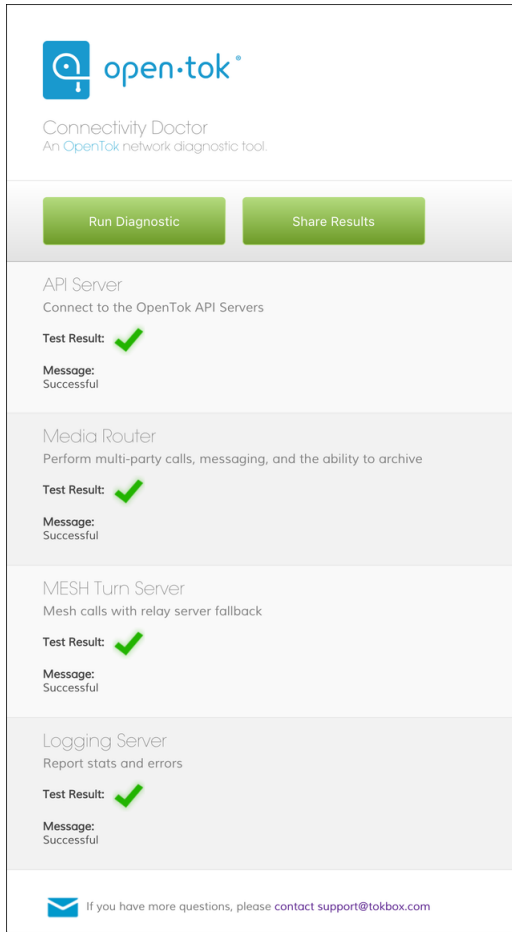 open•tok®
Connectivity Doctor
An OpenTok network diagnostic tool.
Run Diagnostic
Share Results
API Server
Connect to the OpenTok API Servers
Test Result:
Message:
Successful
Media Router
Perform multi-party calls, messaging, and the ability to archive
Test Result:
Message:
Successful
MESH Turn Server
Mesh calls with relay server fallback
Test Result:
Message:
Successful
Logging Server
Report stats and errors
Test Result:
Message:
Successful
If you have more questions, please contact support@tokbox.com